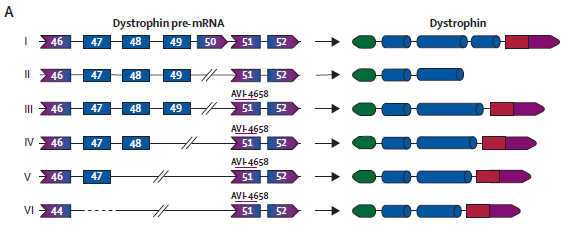 A
Dystrophin pre-mRNA Dystrophin
I 46 47 48 49 50 51 52
II 46 47 48 49 51 52
AVI-4658
III 46 47 48 49 51 52
AVI-4658
IV 46 47 48 51 52
AVI-4658
V 46 47 51 52
AVI-4658
VI 44 51 52